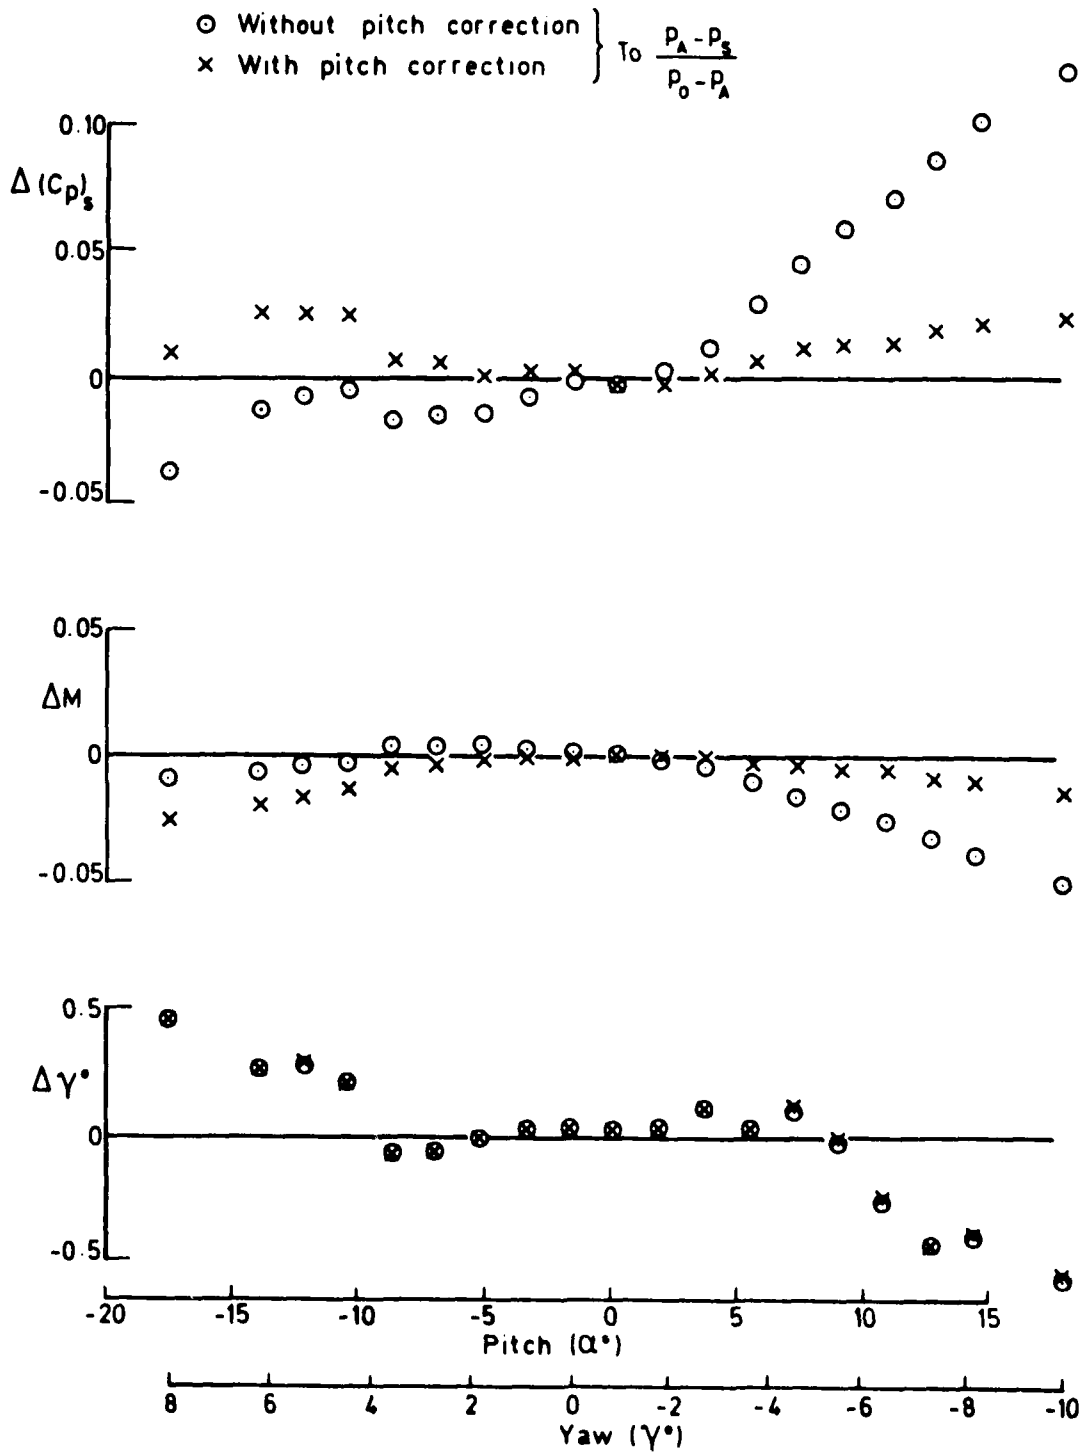 ⊙ Without pitch correction
× With pitch correction
} To (P_A - P_S) / (P_0 - P_A)
0.10
Δ(Cp)s
0.05
0
-0.05
0.05
ΔM
0
-0.05
0.5
Δγ°
0
-0.5
-20 -15 -10 -5 0 5 10 15
Pitch (α°)
8 6 4 2 0 -2 -4 -6 -8 -10
Yaw (γ°)